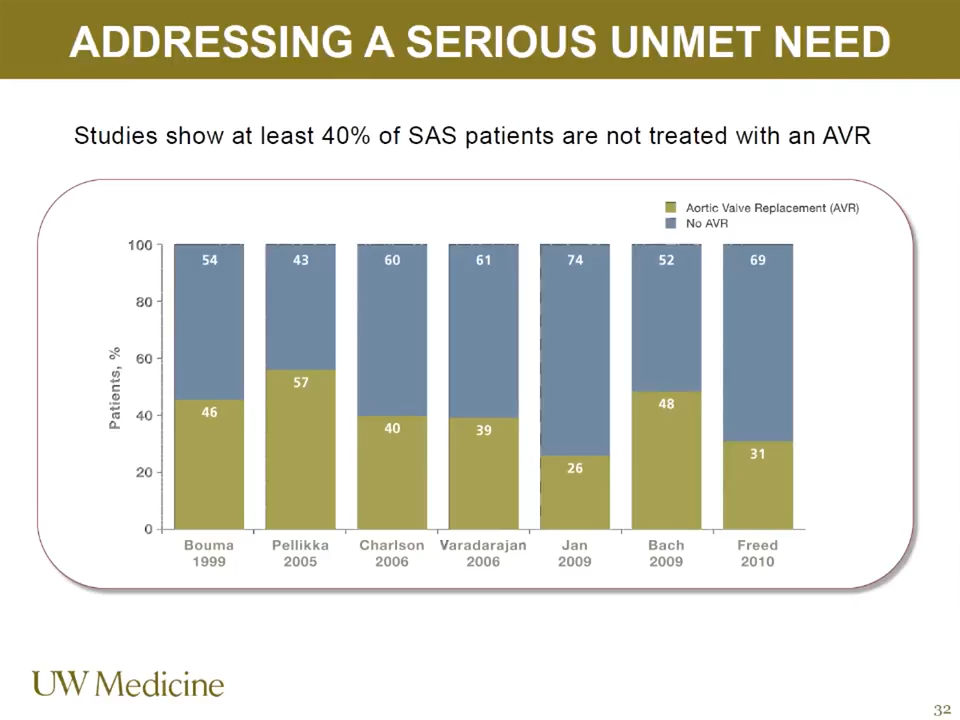 ADDRESSING A SERIOUS UNMET NEED
Studies show at least 40% of SAS patients are not treated with an AVR
Aortic Valve Replacement (AVR)
No AVR
Patients, %
100
80
60
40
20
0
54 43 60 61 74 52 69
46 57 40 39 26 48 31
Bouma Pellikka Charlson Varadarajan Jan Bach Freed
1999 2005 2006 2006 2009 2009 2010
UW Medicine
32